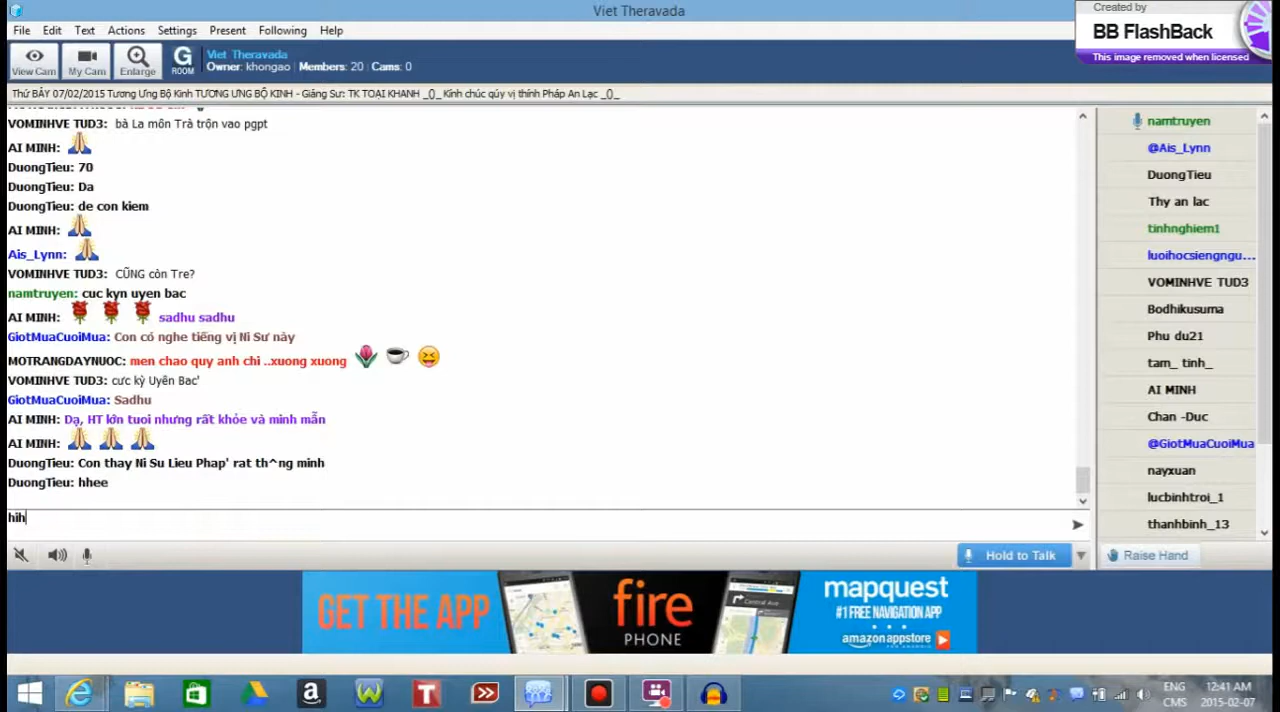 Viet Theravada
Created by
BB FlashBack
This image removed when licensed
File Edit Text Actions Settings Present Following Help
View Cam My Cam Enlarge G ROOM
Viet Theravada
Owner: khongao Members: 20 Cams: 0
Thứ BẢY 07/02/2015 Tương Ưng Bộ Kinh TƯƠNG ƯNG BỘ KINH - Giảng Sư: TK TOẠI KHANH _()_ Kính chúc qúy vị thính Pháp An Lạc _()_
VOMINHVE TUD3: bà La môn Trà trộn vao pgpt
AI MINH:
DuongTieu: 70
DuongTieu: Da
DuongTieu: de con kiem
AI MINH:
Ais_Lynn:
VOMINHVE TUD3: CŨNG còn Tre?
namtruyen: cuc kyn uyen bac
AI MINH: sadhu sadhu
GiotMuaCuoiMua: Con có nghe tiếng vị Ni Sư này
MOTRANGDAYNUOC: men chao quy anh chi ..xuong xuong
VOMINHVE TUD3: cưc kỳ Uyên Bac'
GiotMuaCuoiMua: Sadhu
AI MINH: Dạ, HT lớn tuoi nhưng rất khỏe và minh mẫn
AI MINH:
DuongTieu: Con thay Ni Su Lieu Phap' rat th^ng minh
DuongTieu: hhee
hih
namtruyen
@Ais_Lynn
DuongTieu
Thy an lac
tinhnghiem1
luoihocsiengngu...
VOMINHVE TUD3
Bodhikusuma
Phu du21
tam_ tinh_
AI MINH
Chan -Duc
@GiotMuaCuoiMua
nayxuan
lucbinhtroi_1
thanhbinh_13
Hold to Talk
Raise Hand
GET THE APP
fire
PHONE
mapquest
#1 FREE NAVIGATION APP
amazon appstore
ENG
CMS
12:41 AM
2015-02-07